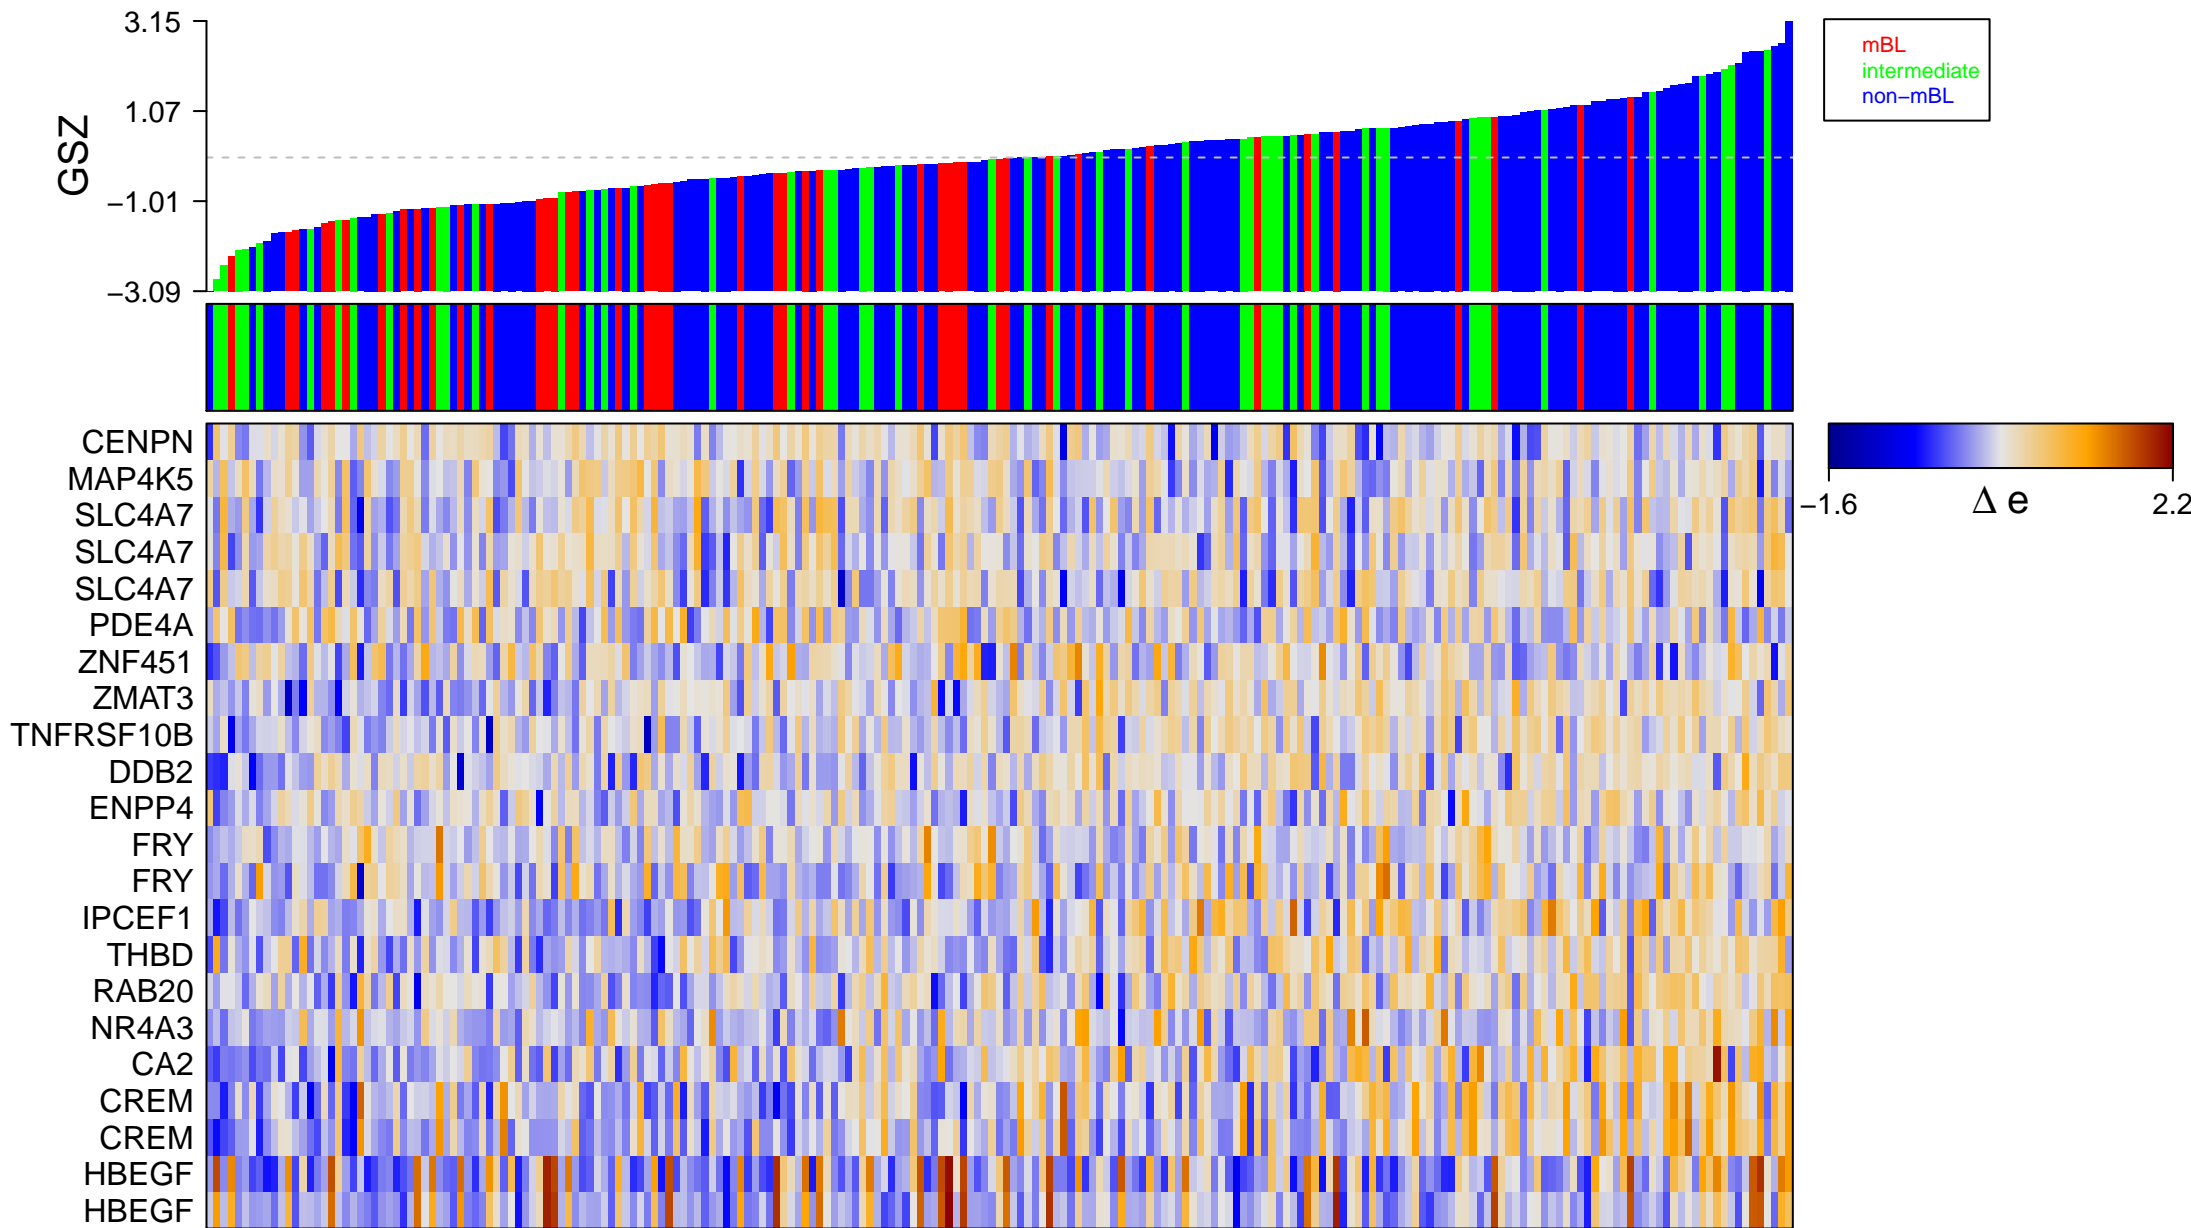 3.15
1.07
−1.01
−3.09
GSZ
mBL
intermediate
non−mBL
CENPN
MAP4K5
SLC4A7
SLC4A7
SLC4A7
PDE4A
ZNF451
ZMAT3
TNFRSF10B
DDB2
ENPP4
FRY
FRY
IPCEF1
THBD
RAB20
NR4A3
CA2
CREM
CREM
HBEGF
HBEGF
−1.6 Δ e 2.2